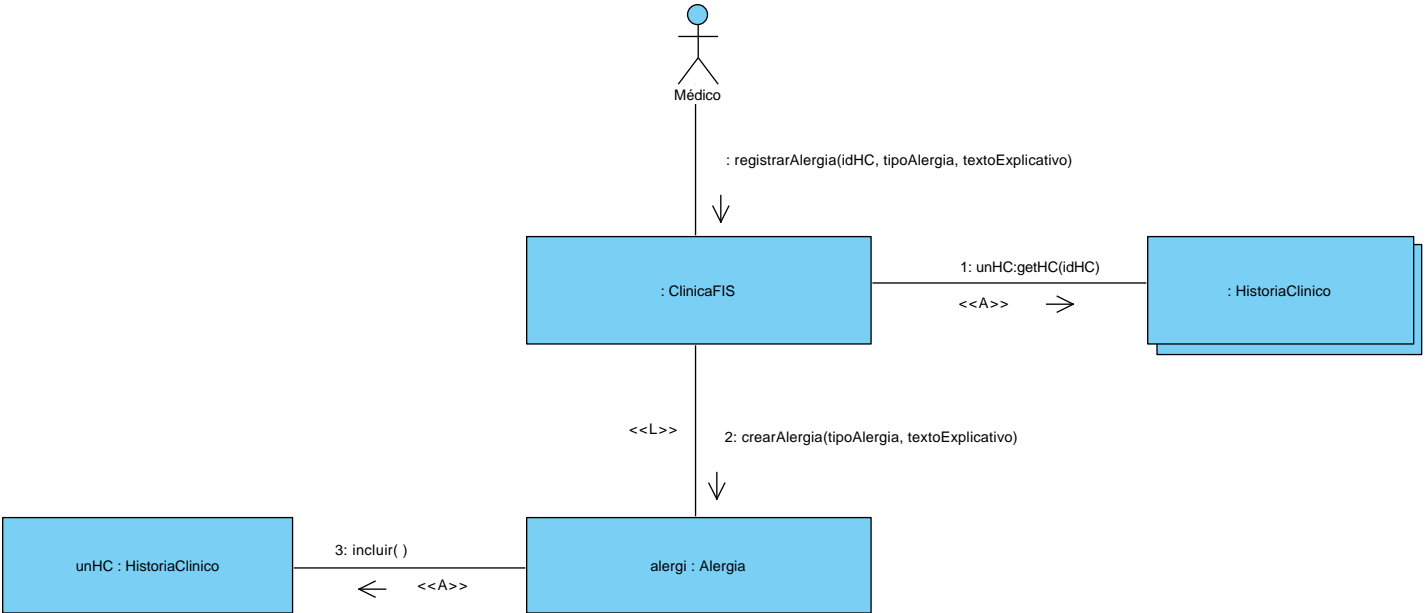 Médico
: registrarAlergia(idHC, tipoAlergia, textoExplicativo)
: ClinicaFIS
1: unHC:getHC(idHC)
<<A>>
: HistoriaClinico
<<L>>
2: crearAlergia(tipoAlergia, textoExplicativo)
unHC : HistoriaClinico
3: incluir( )
<<A>>
alergi : Alergia